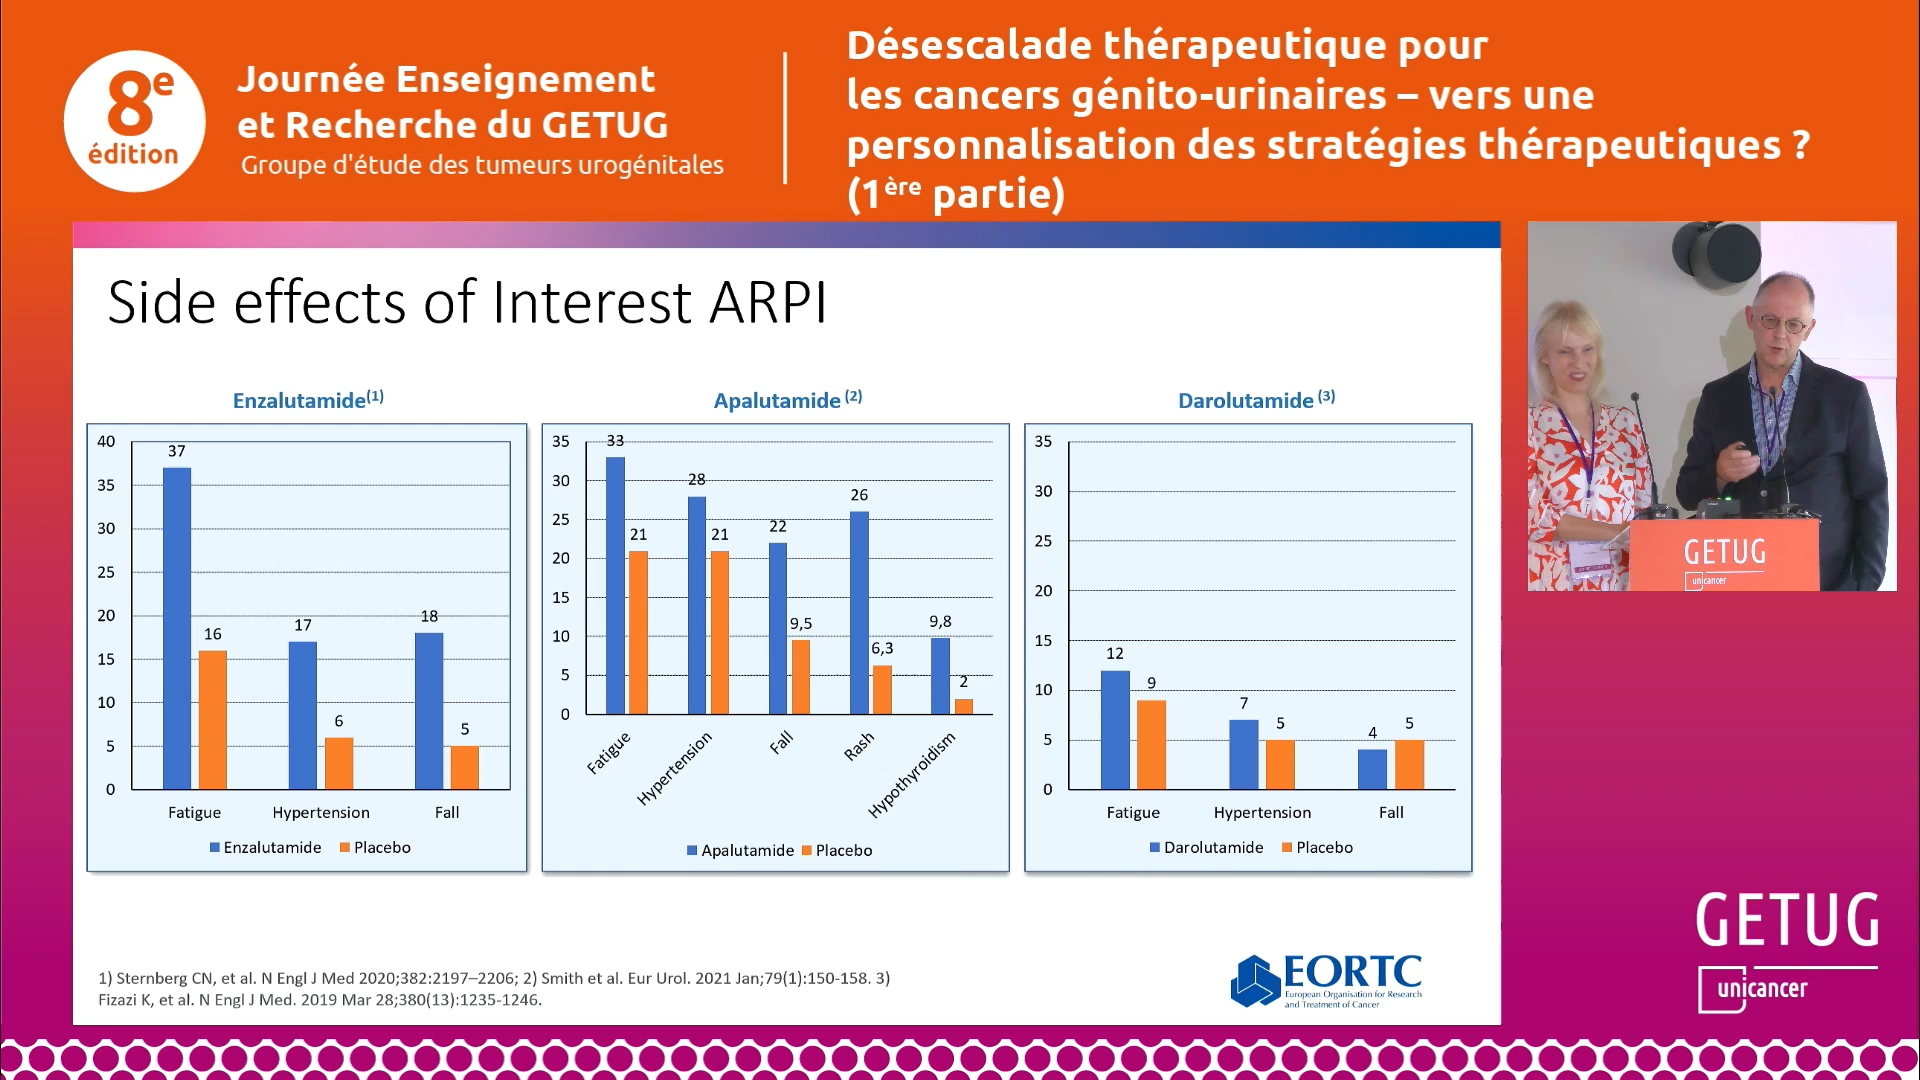 8e
édition
Journée Enseignement
et Recherche du GETUG
Groupe d'étude des tumeurs urogénitales
Désescalade thérapeutique pour
les cancers génito-urinaires – vers une
personnalisation des stratégies thérapeutiques ?
(1ère partie)
Side effects of Interest ARPI
Enzalutamide(1)
40
35
30
25
20
15
10
5
0
37
16
17
6
18
5
Fatigue
Hypertension
Fall
Enzalutamide
Placebo
Apalutamide (2)
35
30
25
20
15
10
5
0
33
21
28
21
22
9,5
26
6,3
9,8
2
Fatigue
Hypertension
Fall
Rash
Hypothyroidism
Apalutamide
Placebo
Darolutamide (3)
35
30
25
20
15
10
5
0
12
9
7
5
4
5
Fatigue
Hypertension
Fall
Darolutamide
Placebo
1) Sternberg CN, et al. N Engl J Med 2020;382:2197–2206; 2) Smith et al. Eur Urol. 2021 Jan;79(1):150-158. 3)
Fizazi K, et al. N Engl J Med. 2019 Mar 28;380(13):1235-1246.
EORTC
European Organisation for Research
and Treatment of Cancer
GETUG
unicancer
GETUG
unicancer